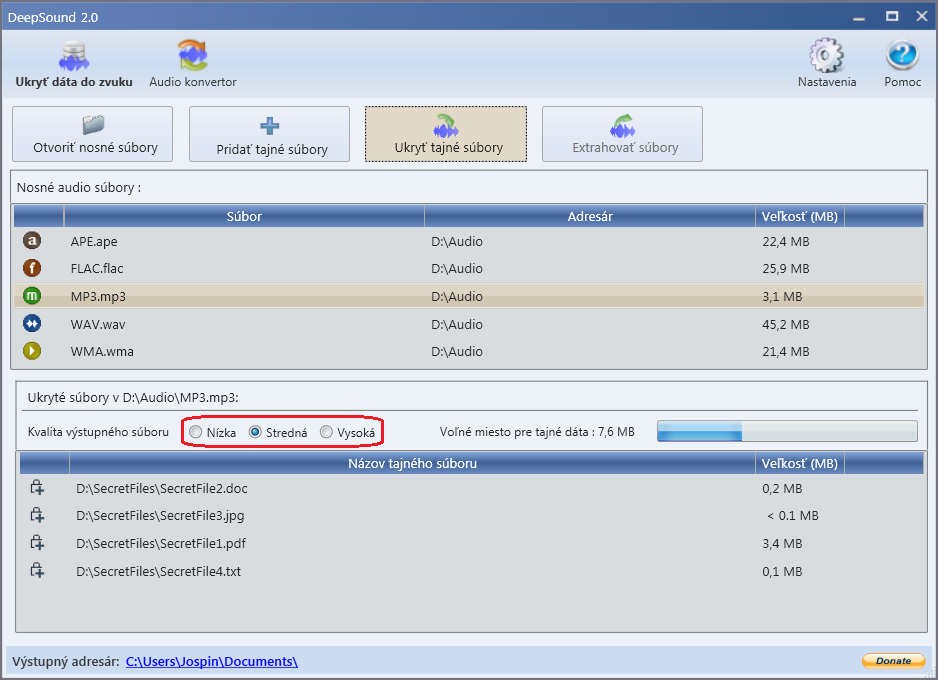 DeepSound 2.0
Ukryť dáta do zvuku Audio konvertor Nastavenia Pomoc
Otvoriť nosné súbory Pridať tajné súbory Ukryť tajné súbory Extrahovať súbory
Nosné audio súbory :
Súbor Adresár Veľkosť (MB)
a APE.ape D:\Audio 22,4 MB
f FLAC.flac D:\Audio 25,9 MB
m MP3.mp3 D:\Audio 3,1 MB
WAV.wav D:\Audio 45,2 MB
WMA.wma D:\Audio 21,4 MB
Ukryté súbory v D:\Audio\MP3.mp3:
Kvalita výstupného súboru Nízka Stredná Vysoká Voľné miesto pre tajné dáta : 7,6 MB
Názov tajného súboru Veľkosť (MB)
D:\SecretFiles\SecretFile2.doc 0,2 MB
D:\SecretFiles\SecretFile3.jpg < 0.1 MB
D:\SecretFiles\SecretFile1.pdf 3,4 MB
D:\SecretFiles\SecretFile4.txt 0,1 MB
Výstupný adresár: C:\Users\Jospin\Documents\ Donate